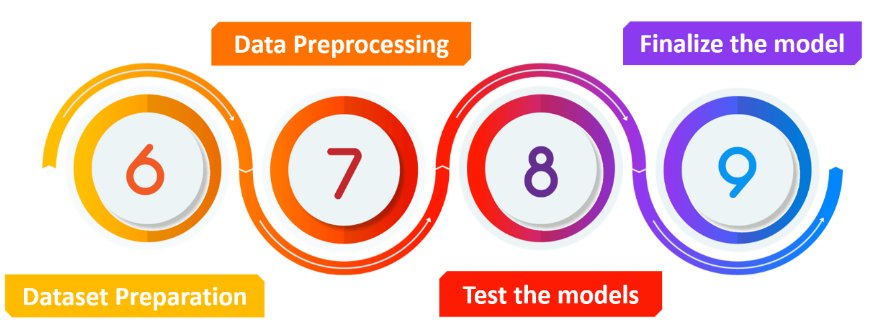 Data Preprocessing
Finalize the model
6
7
8
9
Dataset Preparation
Test the models